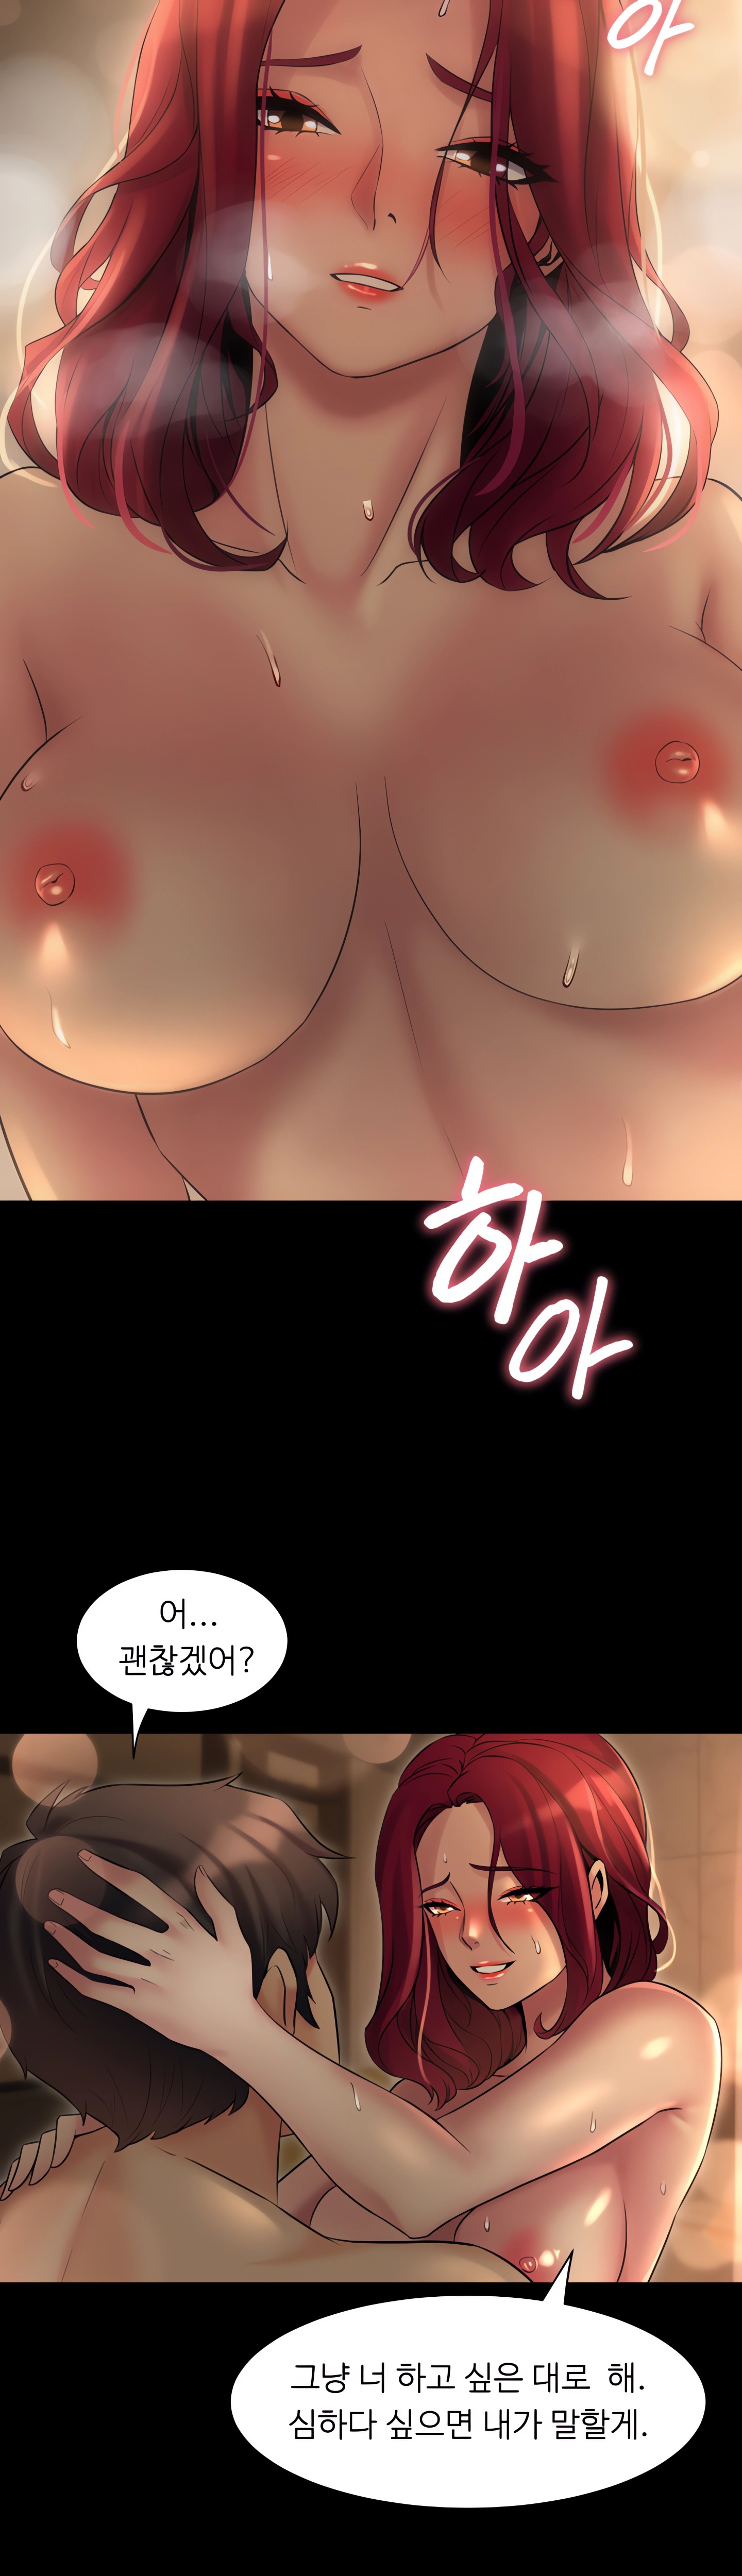 아
하
아
어...
괜찮겠어?
그냥 너 하고 싶은 대로 해.
심하다 싶으면 내가 말할게.